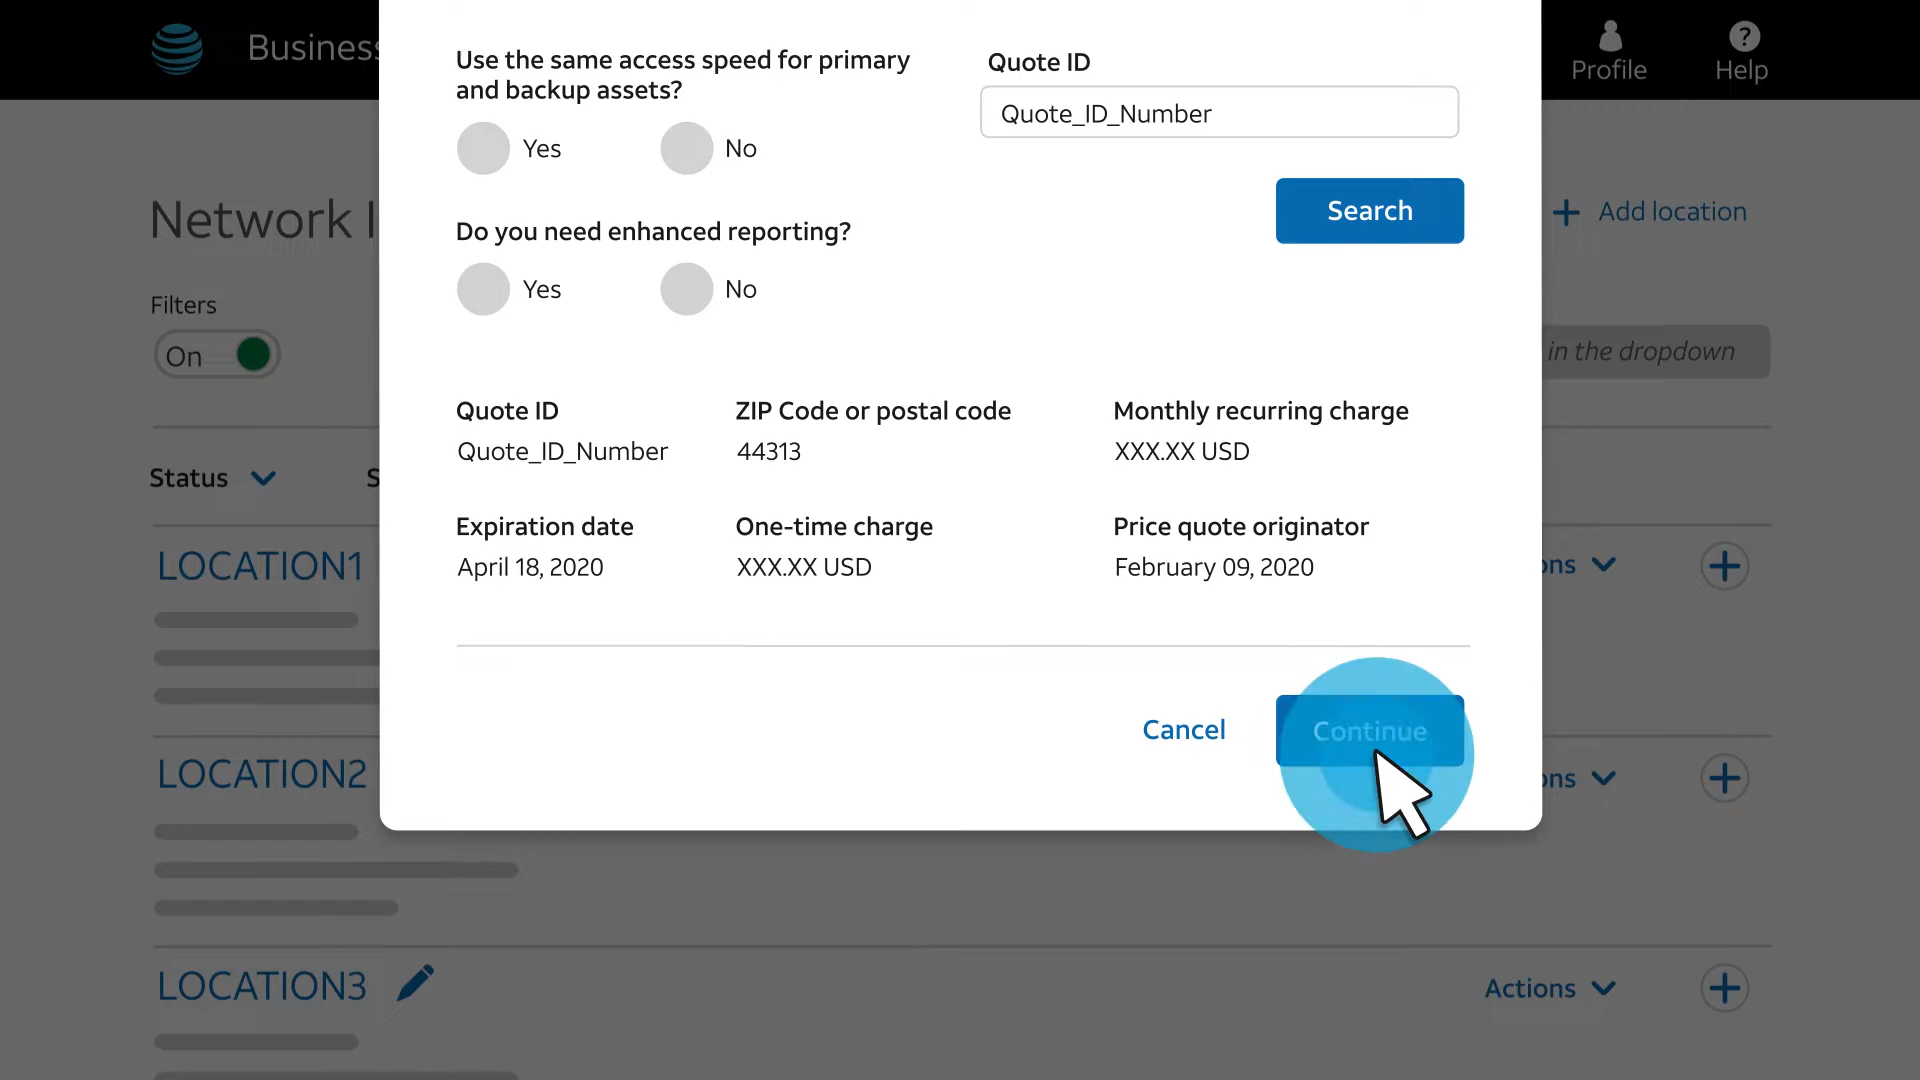 Business
Profile
Help
Use the same access speed for primary
and backup assets?
Yes
No
Quote ID
Quote_ID_Number
Search
Do you need enhanced reporting?
Yes
No
Network I
+ Add location
Filters
On
in the dropdown
Quote ID
Quote_ID_Number
ZIP Code or postal code
44313
Monthly recurring charge
XXX.XX USD
Status
S
Expiration date
April 18, 2020
One-time charge
XXX.XX USD
Price quote originator
February 09, 2020
LOCATION1
ons
Cancel
Continue
LOCATION2
ons
LOCATION3
Actions